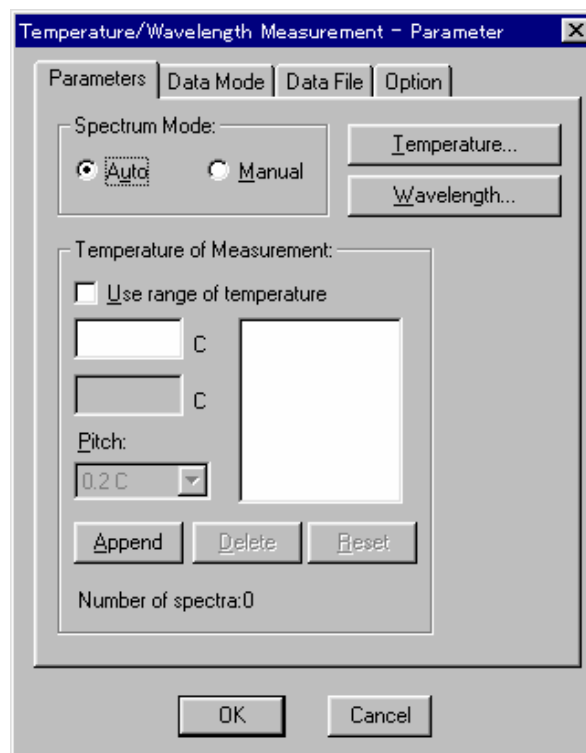 Temperature/Wavelength Measurement - Parameter
Parameters Data Mode Data File Option
Spectrum Mode:
Auto Manual
Temperature...
Wavelength...
Temperature of Measurement:
Use range of temperature
C
C
Pitch:
0.2 C
Append Delete Reset
Number of spectra:0
OK Cancel